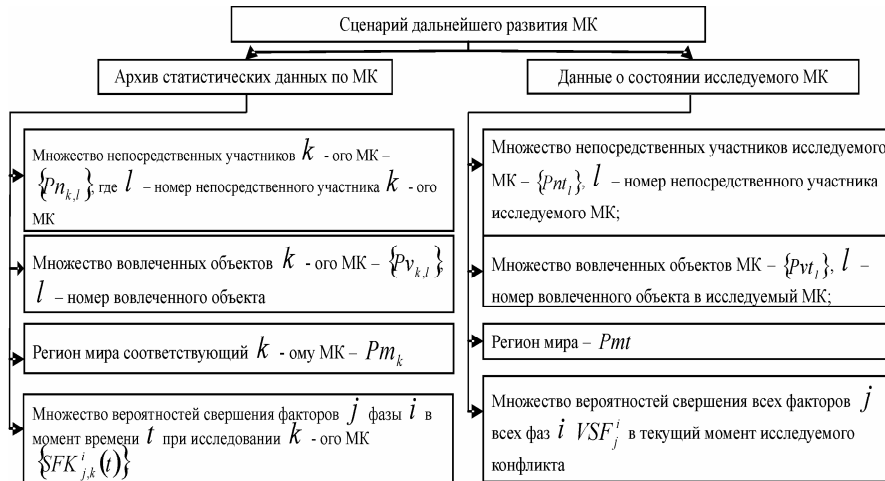 Сценарий дальнейшего развития МК
Архив статистических данных по МК
Данные о состоянии исследуемого МК
Множество непосредственных участников k - ого МК –
{Pn_{k,l}}, где l – номер непосредственного участника k - ого
МК
Множество вовлеченных объектов k - ого МК – {Pv_{k,l}},
l – номер вовлеченного объекта
Регион мира соответствующий k - ому МК – Pm_k
Множество вероятностей свершения факторов j фазы i в
момент времени t при исследовании k - ого МК
{SFK^i_{j,k}(t)}
Множество непосредственных участников исследуемого
МК – {Pnt_l}, l – номер непосредственного участника
исследуемого МК;
Множество вовлеченных объектов МК – {Pvt_l}, l –
номер вовлеченного объекта в исследуемый МК;
Регион мира – Pmt
Множество вероятностей свершения всех факторов j
всех фаз i VSF^i_j в текущий момент исследуемого
конфликта